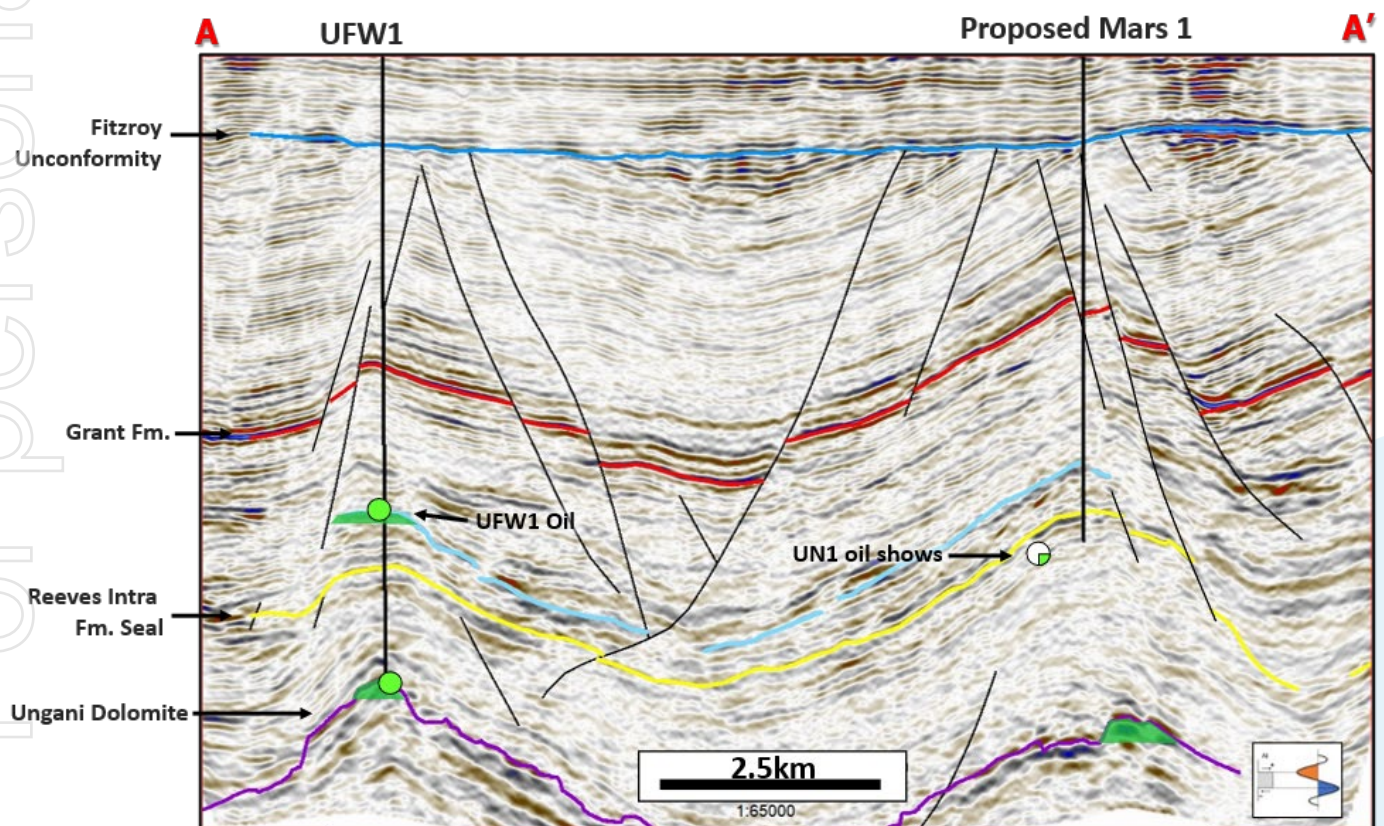 A
UFW1
Proposed Mars 1
A′
Fitzroy
Unconformity
Grant Fm.
UFW1 Oil
UN1 oil shows
Reeves Intra
Fm. Seal
Ungani Dolomite
2.5km
1:65000
personal